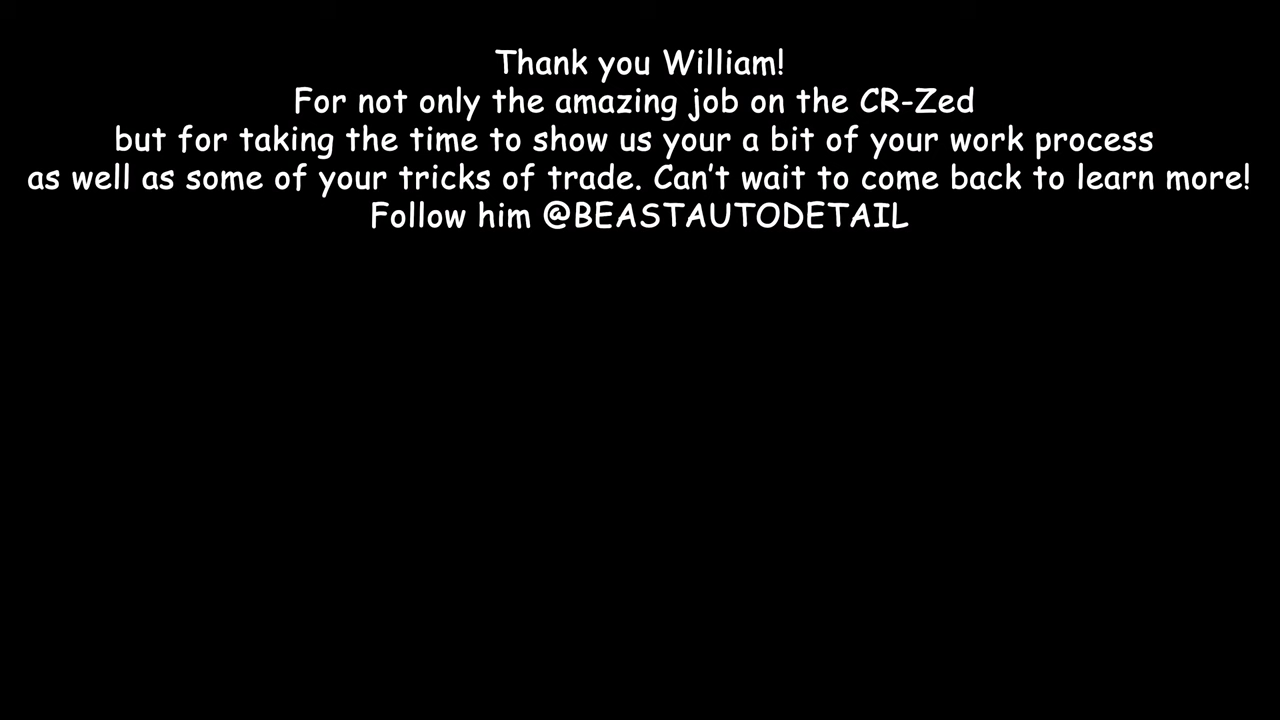 Thank you William!
For not only the amazing job on the CR-Zed
but for taking the time to show us your a bit of your work process
as well as some of your tricks of trade. Can't wait to come back to learn more!
Follow him @BEASTAUTODETAIL